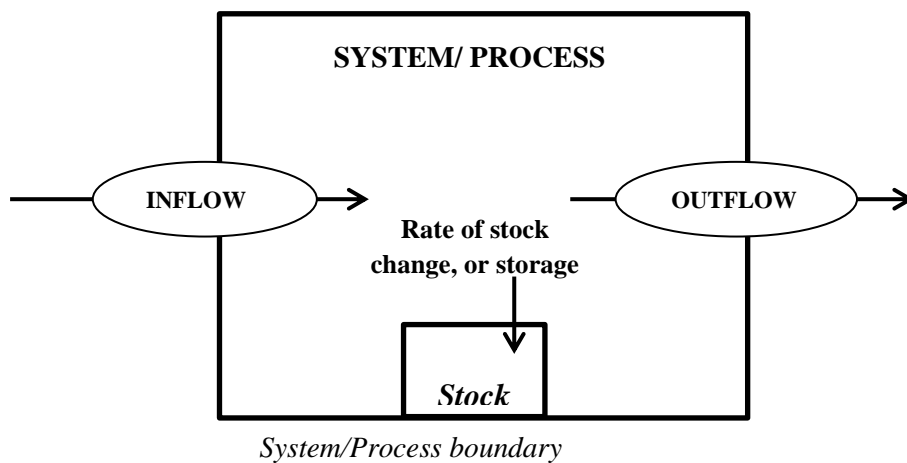 SYSTEM/ PROCESS
INFLOW
OUTFLOW
Rate of stock
change, or storage
Stock
System/Process boundary